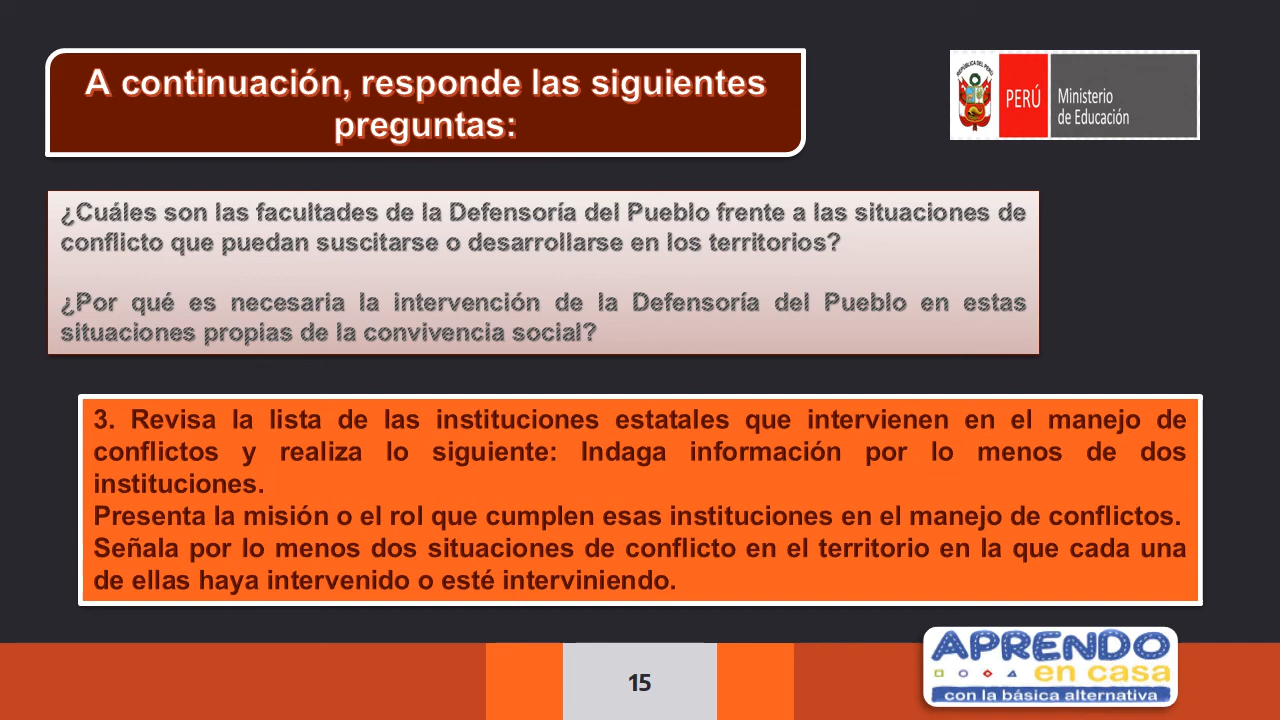 A continuación, responde las siguientes
preguntas:
REPÚBLICA DEL PERÚ
PERÚ
Ministerio
de Educación
¿Cuáles son las facultades de la Defensoría del Pueblo frente a las situaciones de
conflicto que puedan suscitarse o desarrollarse en los territorios?
¿Por qué es necesaria la intervención de la Defensoría del Pueblo en estas
situaciones propias de la convivencia social?
3. Revisa la lista de las instituciones estatales que intervienen en el manejo de
conflictos y realiza lo siguiente: Indaga información por lo menos de dos
instituciones.
Presenta la misión o el rol que cumplen esas instituciones en el manejo de conflictos.
Señala por lo menos dos situaciones de conflicto en el territorio en la que cada una
de ellas haya intervenido o esté interviniendo.
15
APRENDO
en casa
con la básica alternativa